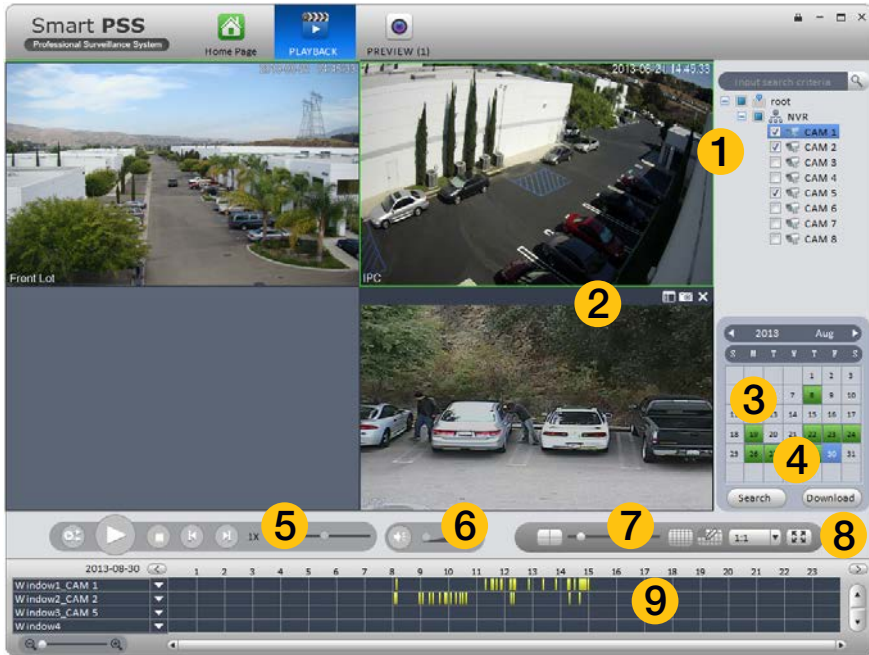 Smart PSS
Professional Surveillance System
Home Page
PLAYBACK
PREVIEW (1)
2013-08-21 14:45:33
Front Lot
IPC
Input search criteria
root
NVR
CAM 1
CAM 2
CAM 3
CAM 4
CAM 5
CAM 6
CAM 7
CAM 8
1
2
2013 Aug
S M T W T F S
1 2 3
7 8 9 10
13 14 15 16 17
18 19 20 21 22 23 24
25 26 30 31
3
4
Search Download
5
6
7
8
1X
1:1
2013-08-30
1 2 3 4 5 6 7 8 9 10 11 12 13 14 15 16 17 18 19 20 21 22 23
Window1_CAM 1
Window2_CAM 2
Window3_CAM 5
Window4
9